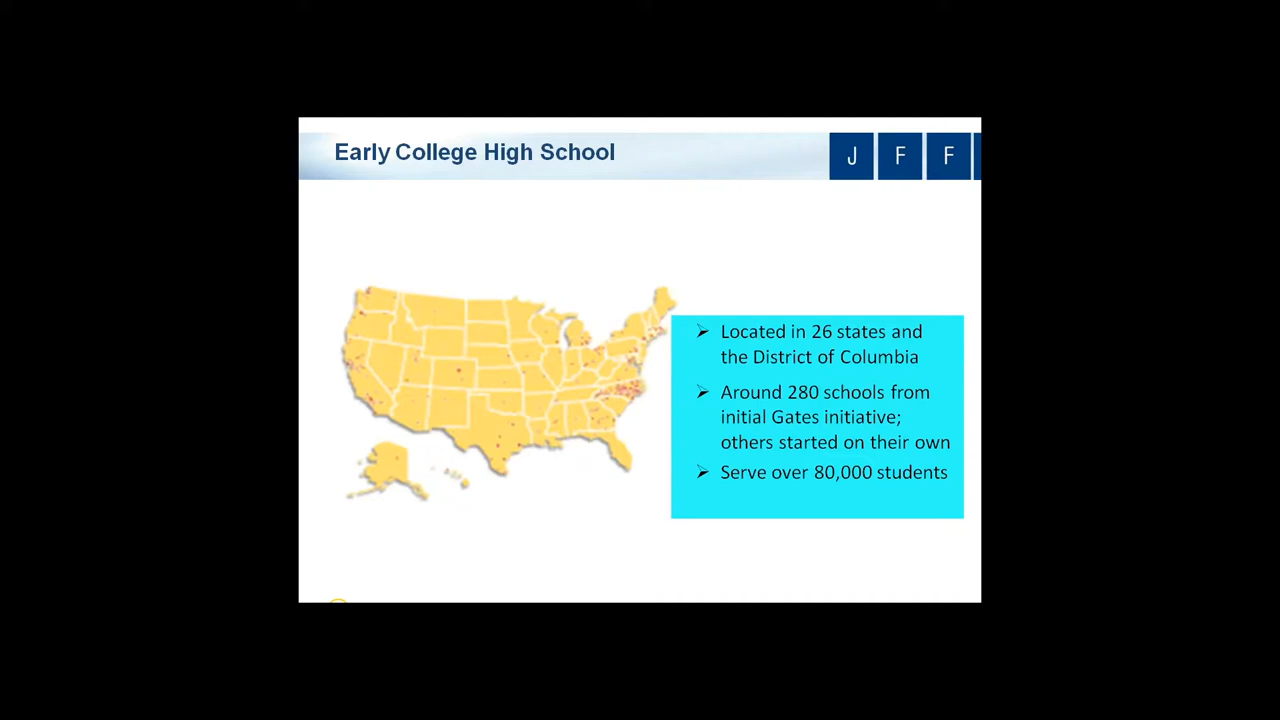 Early College High School
J F F
➢ Located in 26 states and
the District of Columbia
➢ Around 280 schools from
initial Gates initiative;
others started on their own
➢ Serve over 80,000 students